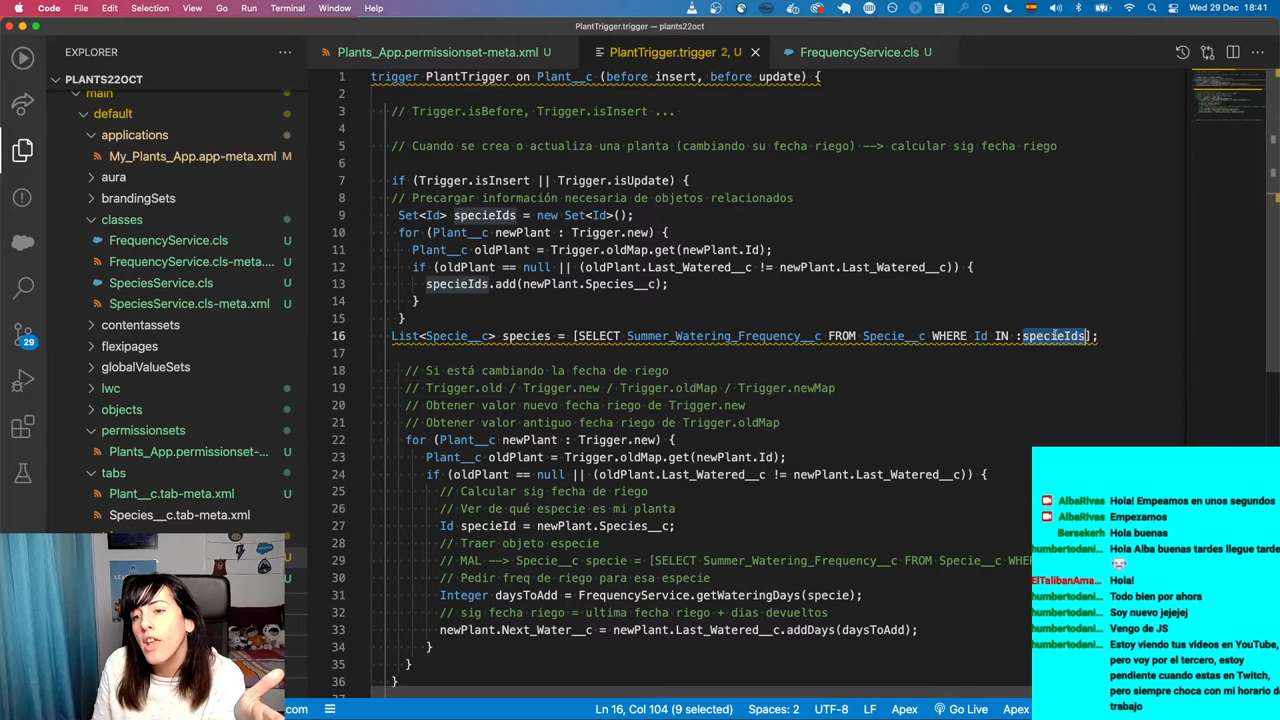 Code File Edit Selection View Go Run Terminal Window Help Wed 29 Dec 18:41
PlantTrigger.trigger — plants22oct
EXPLORER
PLANTS22OCT
main
default
applications
My_Plants_App.app-meta.xml M
aura
brandingSets
classes
FrequencyService.cls U
FrequencyService.cls-meta.... U
SpeciesService.cls U
SpeciesService.cls-meta.xml U
contentassets
flexipages
globalValueSets
lwc
objects
permissionsets
Plants_App.permissionset-... U
tabs
Plant__c.tab-meta.xml U
Species__c.tab-meta.xml U
29
Plants_App.permissionset-meta.xml U
PlantTrigger.trigger 2, U
FrequencyService.cls U
1 trigger PlantTrigger on Plant__c (before insert, before update) {
2
3 // Trigger.isBefore, Trigger.isInsert ...
4
5 // Cuando se crea o actualiza una planta (cambiando su fecha riego) --> calcular sig fecha riego
6
7 if (Trigger.isInsert || Trigger.isUpdate) {
8 // Precargar información necesaria de objetos relacionados
9 Set<Id> specieIds = new Set<Id>();
10 for (Plant__c newPlant : Trigger.new) {
11 Plant__c oldPlant = Trigger.oldMap.get(newPlant.Id);
12 if (oldPlant == null || (oldPlant.Last_Watered__c != newPlant.Last_Watered__c)) {
13 specieIds.add(newPlant.Species__c);
14 }
15 }
16 List<Specie__c> species = [SELECT Summer_Watering_Frequency__c FROM Specie__c WHERE Id IN :specieIds];
17
18 // Si está cambiando la fecha de riego
19 // Trigger.old / Trigger.new / Trigger.oldMap / Trigger.newMap
20 // Obtener valor nuevo fecha riego de Trigger.new
21 // Obtener valor antiguo fecha riego de Trigger.oldMap
22 for (Plant__c newPlant : Trigger.new) {
23 Plant__c oldPlant = Trigger.oldMap.get(newPlant.Id);
24 if (oldPlant == null || (oldPlant.Last_Watered__c != newPlant.Last_Watered__c)) {
25 // Calcular sig fecha de riego
26 // Ver de qué especie es mi planta
27 Id specieId = newPlant.Species__c;
28 // Traer objeto especie
29 // MAL --> Specie__c specie = [SELECT Summer_Watering_Frequency__c FROM Specie__c WHER
30 // Pedir freq de riego para esa especie
31 Integer daysToAdd = FrequencyService.getWateringDays(specie);
32 // sig fecha riego = ultima fecha riego + dias devueltos
33 newPlant.Next_Water__c = newPlant.Last_Watered__c.addDays(daysToAdd);
34 }
35 }
36 }
AlbaRivas Hola! Empeamos en unos segundos
AlbaRivas Empezamos
Bersekerh Hola buenas
humbertodani... Hola Alba buenas tardes llegue tarde
ElTalibanAma... Hola!
humbertodani... Todo bien por ahora
humbertodani... Soy nuevo jejejej
humbertodani... Vengo de JS
humbertodani... Estoy viendo tus videos en YouTube,
pero voy por el tercero, estoy
pendiente cuando estas en Twitch,
pero siempre choca con mi horario de
trabajo
.com Ln 16, Col 104 (9 selected) Spaces: 2 UTF-8 LF Apex Go Live Apex